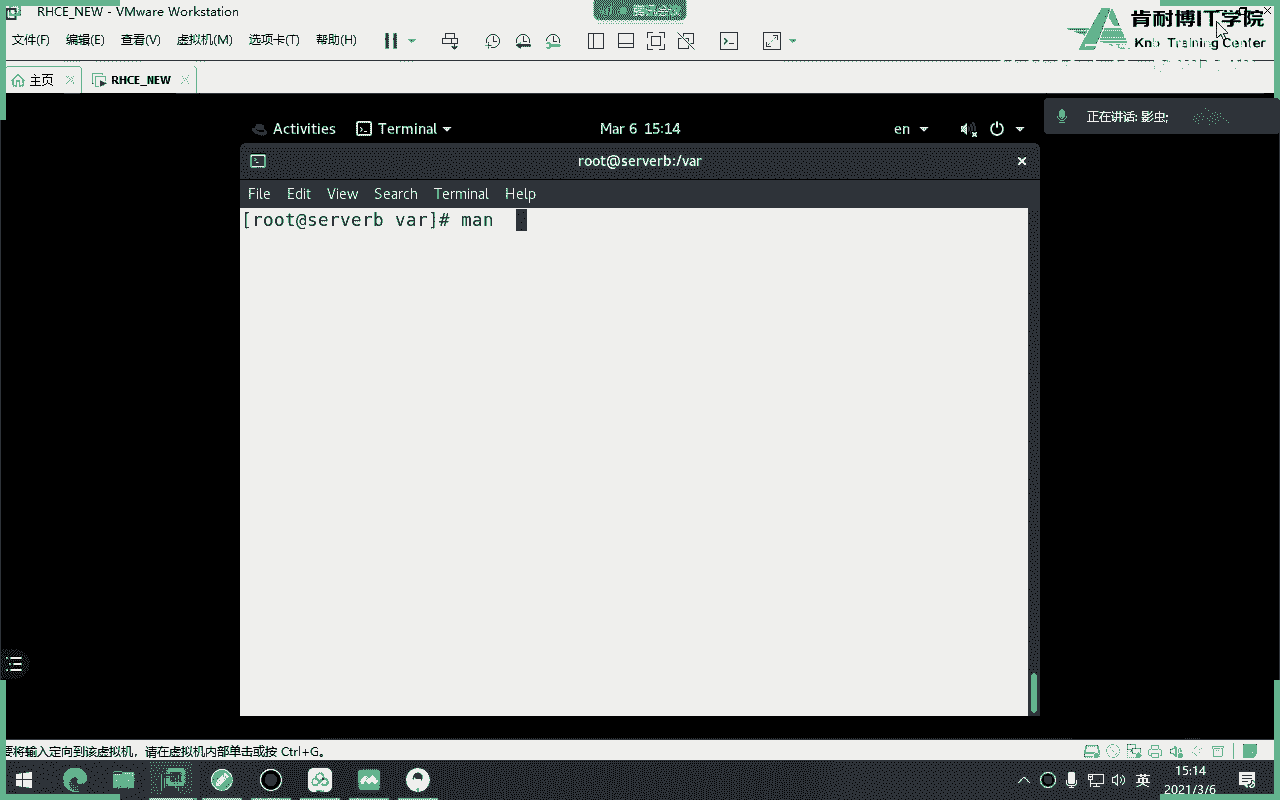 RHCE_NEW - VMware Workstation
腾讯会议
肯耐博IT学院
Knb Training Center
文件(F) 编辑(E) 查看(V) 虚拟机(M) 选项卡(T) 帮助(H)
主页 RHCE_NEW
正在讲话: 影虫;
Activities Terminal Mar 6 15:14 en
root@serverb:/var
File Edit View Search Terminal Help
[root@serverb var]# man
要将输入定向到该虚拟机，请在虚拟机内部单击或按 Ctrl+G。
英 15:14
2021/3/6